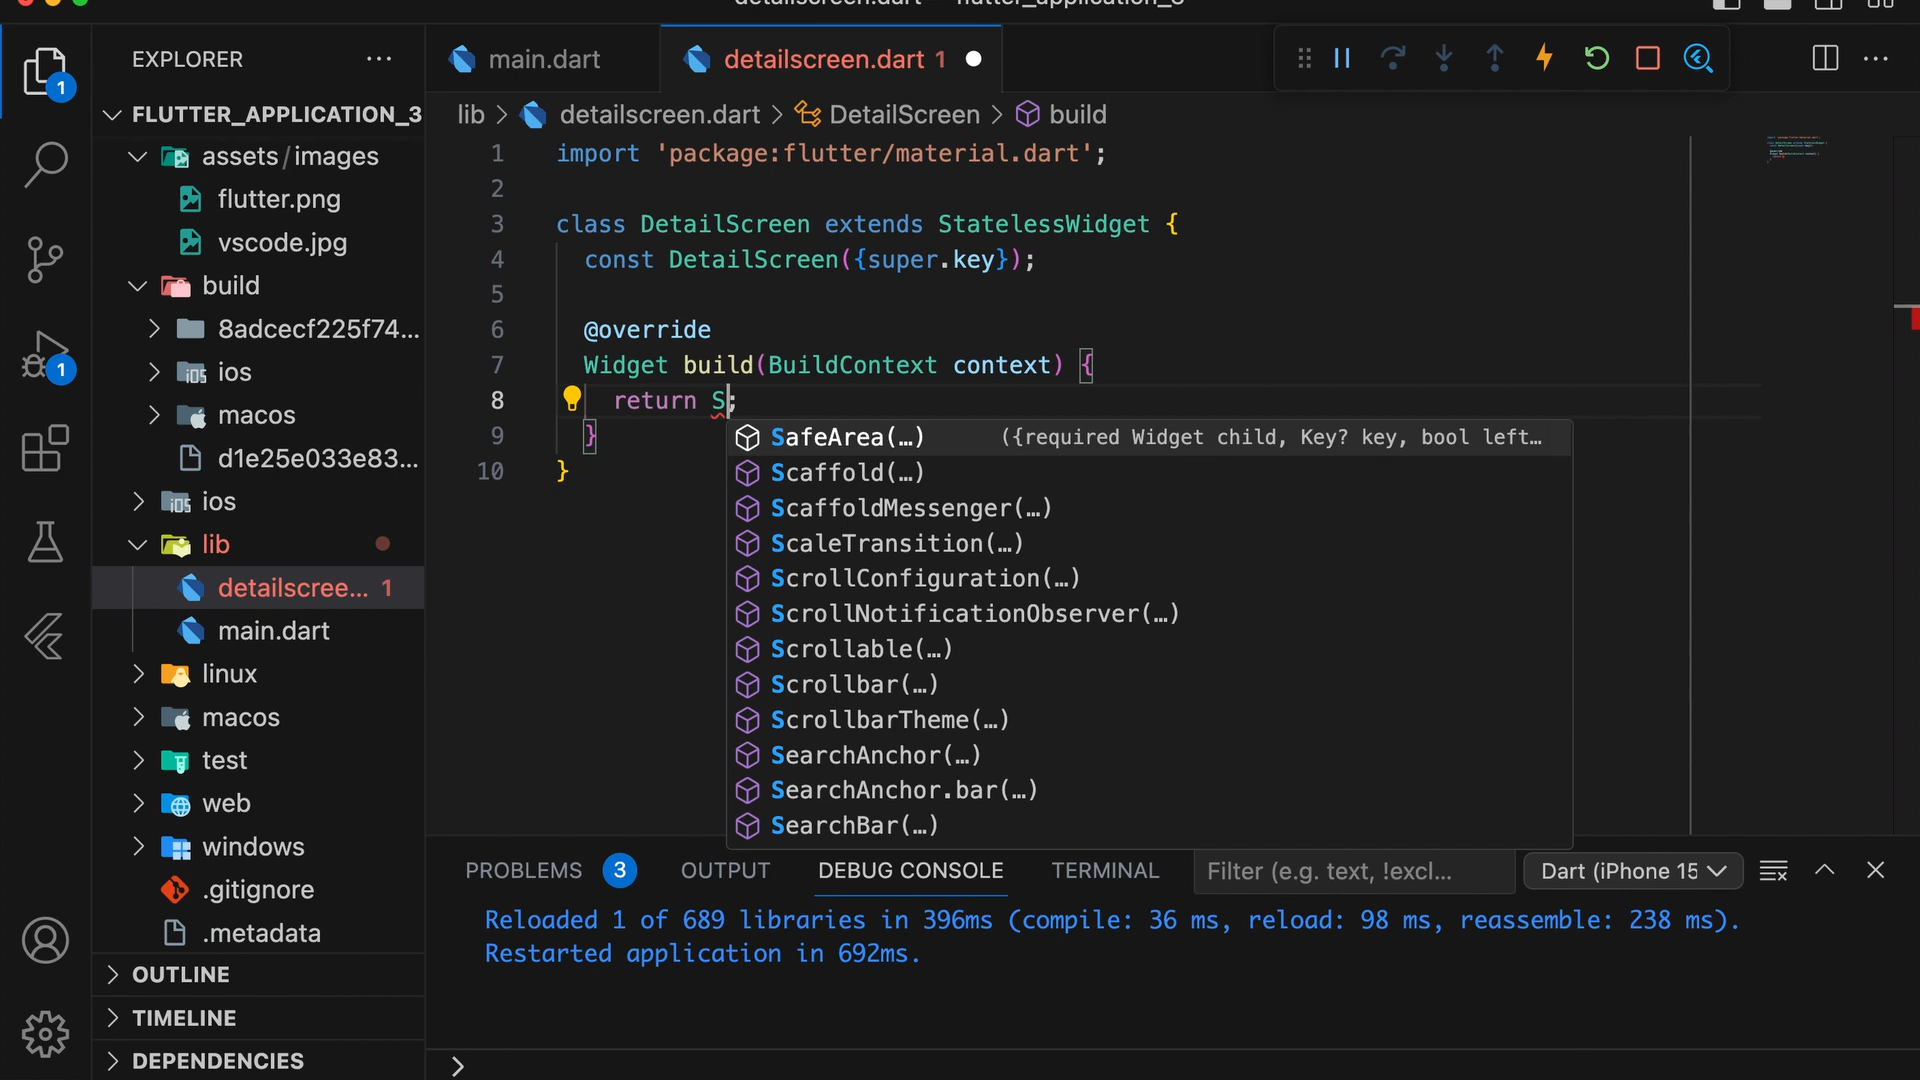 detailscreen.dart — flutter_application_3
EXPLORER
FLUTTER_APPLICATION_3
assets/images
flutter.png
vscode.jpg
build
8adcecf225f74...
ios
macos
d1e25e033e83...
ios
lib
detailscree... 1
main.dart
linux
macos
test
web
windows
.gitignore
.metadata
OUTLINE
TIMELINE
DEPENDENCIES
1
1
main.dart
detailscreen.dart 1
lib > detailscreen.dart > DetailScreen > build
1 import 'package:flutter/material.dart';
2
3 class DetailScreen extends StatelessWidget {
4 const DetailScreen({super.key});
5
6 @override
7 Widget build(BuildContext context) {
8 return S;
9 }
10 }
SafeArea(…) ({required Widget child, Key? key, bool left…
Scaffold(…)
ScaffoldMessenger(…)
ScaleTransition(…)
ScrollConfiguration(…)
ScrollNotificationObserver(…)
Scrollable(…)
Scrollbar(…)
ScrollbarTheme(…)
SearchAnchor(…)
SearchAnchor.bar(…)
SearchBar(…)
PROBLEMS 3 OUTPUT DEBUG CONSOLE TERMINAL Filter (e.g. text, !excl... Dart (iPhone 15
Reloaded 1 of 689 libraries in 396ms (compile: 36 ms, reload: 98 ms, reassemble: 238 ms).
Restarted application in 692ms.